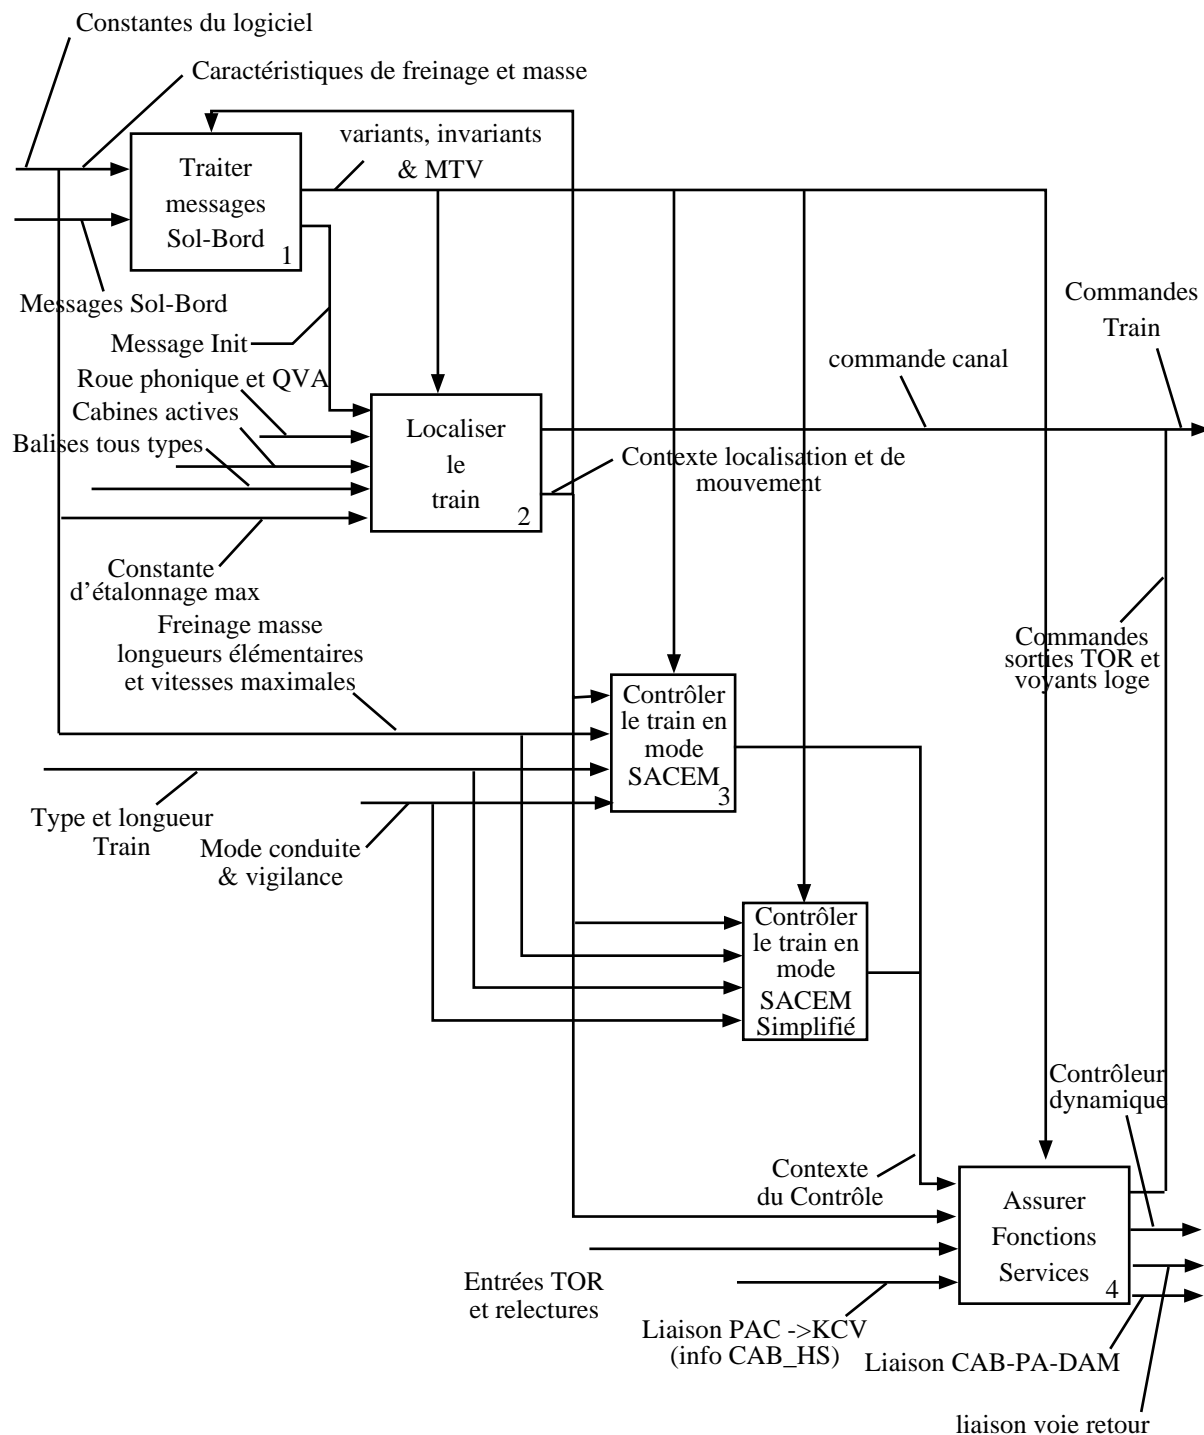 Constantes du logiciel
Caractéristiques de freinage et masse
variants, invariants
& MTV
Traiter
messages
Sol-Bord
1
Messages Sol-Bord
Message Init
Commandes
Train
commande canal
Roue phonique et QVA
Cabines actives
Balises tous types
Localiser
le
train
2
Contexte localisation et de
mouvement
Constante
d’étalonnage max
Freinage masse
longueurs élémentaires
et vitesses maximales
Commandes
sorties TOR et
voyants loge
Contrôler
le train en
mode
SACEM
3
Type et longueur
Train
Mode conduite
& vigilance
Contrôler
le train en
mode
SACEM
Simplifié
Contrôleur
dynamique
Contexte
du Contrôle
Assurer
Fonctions
Services
4
Entrées TOR
et relectures
Liaison PAC ->KCV
(info CAB_HS)
Liaison CAB-PA-DAM
liaison voie retour